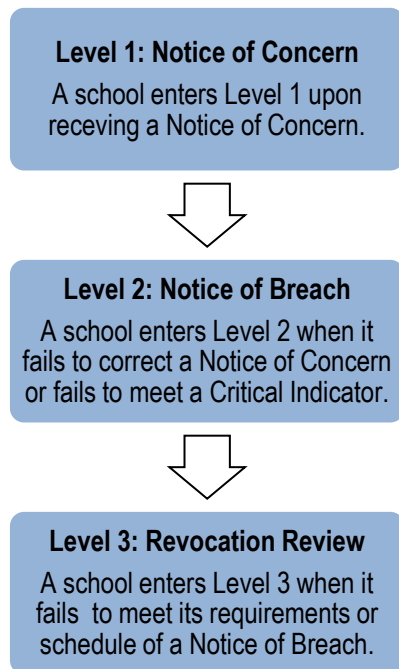 Level 1: Notice of Concern
A school enters Level 1 upon
receving a Notice of Concern.
Level 2: Notice of Breach
A school enters Level 2 when it
fails to correct a Notice of Concern
or fails to meet a Critical Indicator.
Level 3: Revocation Review
A school enters Level 3 when it
fails to meet its requirements or
schedule of a Notice of Breach.